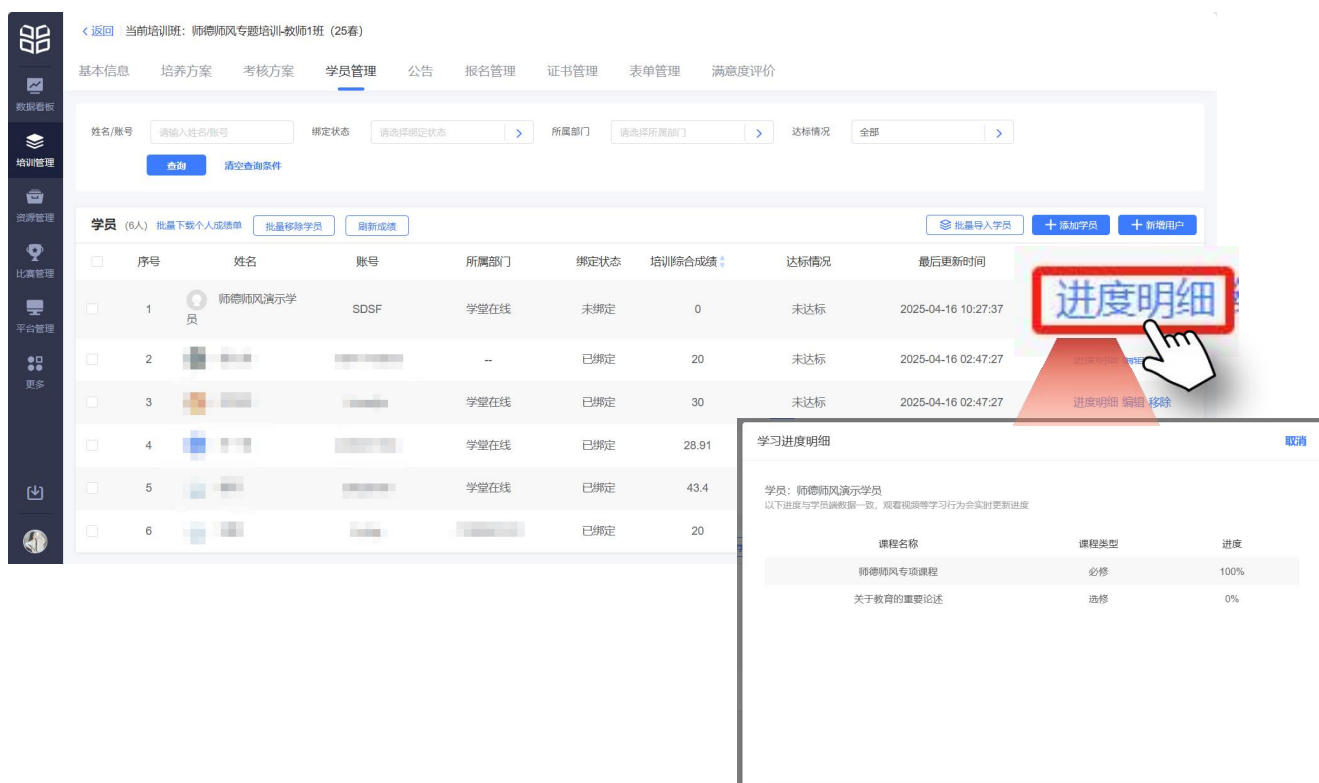 返回 当前培训班：师德师风专题培训-教师1班（25春）
基本信息 培养方案 考核方案 学员管理 公告 报名管理 证书管理 表单管理 满意度评价
数据看板
培训管理
资源管理
比赛管理
平台管理
更多
姓名/账号 请输入姓名/账号 绑定状态 请选择绑定状态 所属部门 请选择所属部门 达标情况 全部
查询 清空查询条件
学员 (6人) 批量下载个人成绩单 批量移除学员 刷新成绩 批量导入学员 添加学员 新增用户
序号 姓名 账号 所属部门 绑定状态 培训综合成绩 达标情况 最后更新时间
进度明细
1 师德师风演示学员 SDSF 学堂在线 未绑定 0 未达标 2025-04-16 10:27:37
2 -- 已绑定 20 未达标 2025-04-16 02:47:27
3 学堂在线 已绑定 30 未达标 2025-04-16 02:47:27 进度明细 编辑 移除
4 学堂在线 已绑定 28.91
5 学堂在线 已绑定 43.4
6 已绑定 20
学习进度明细 取消
学员：师德师风演示学员
以下进度与学员端数据一致，观看视频等学习行为会实时更新进度
课程名称 课程类型 进度
师德师风专项课程 必修 100%
关于教育的重要论述 选修 0%